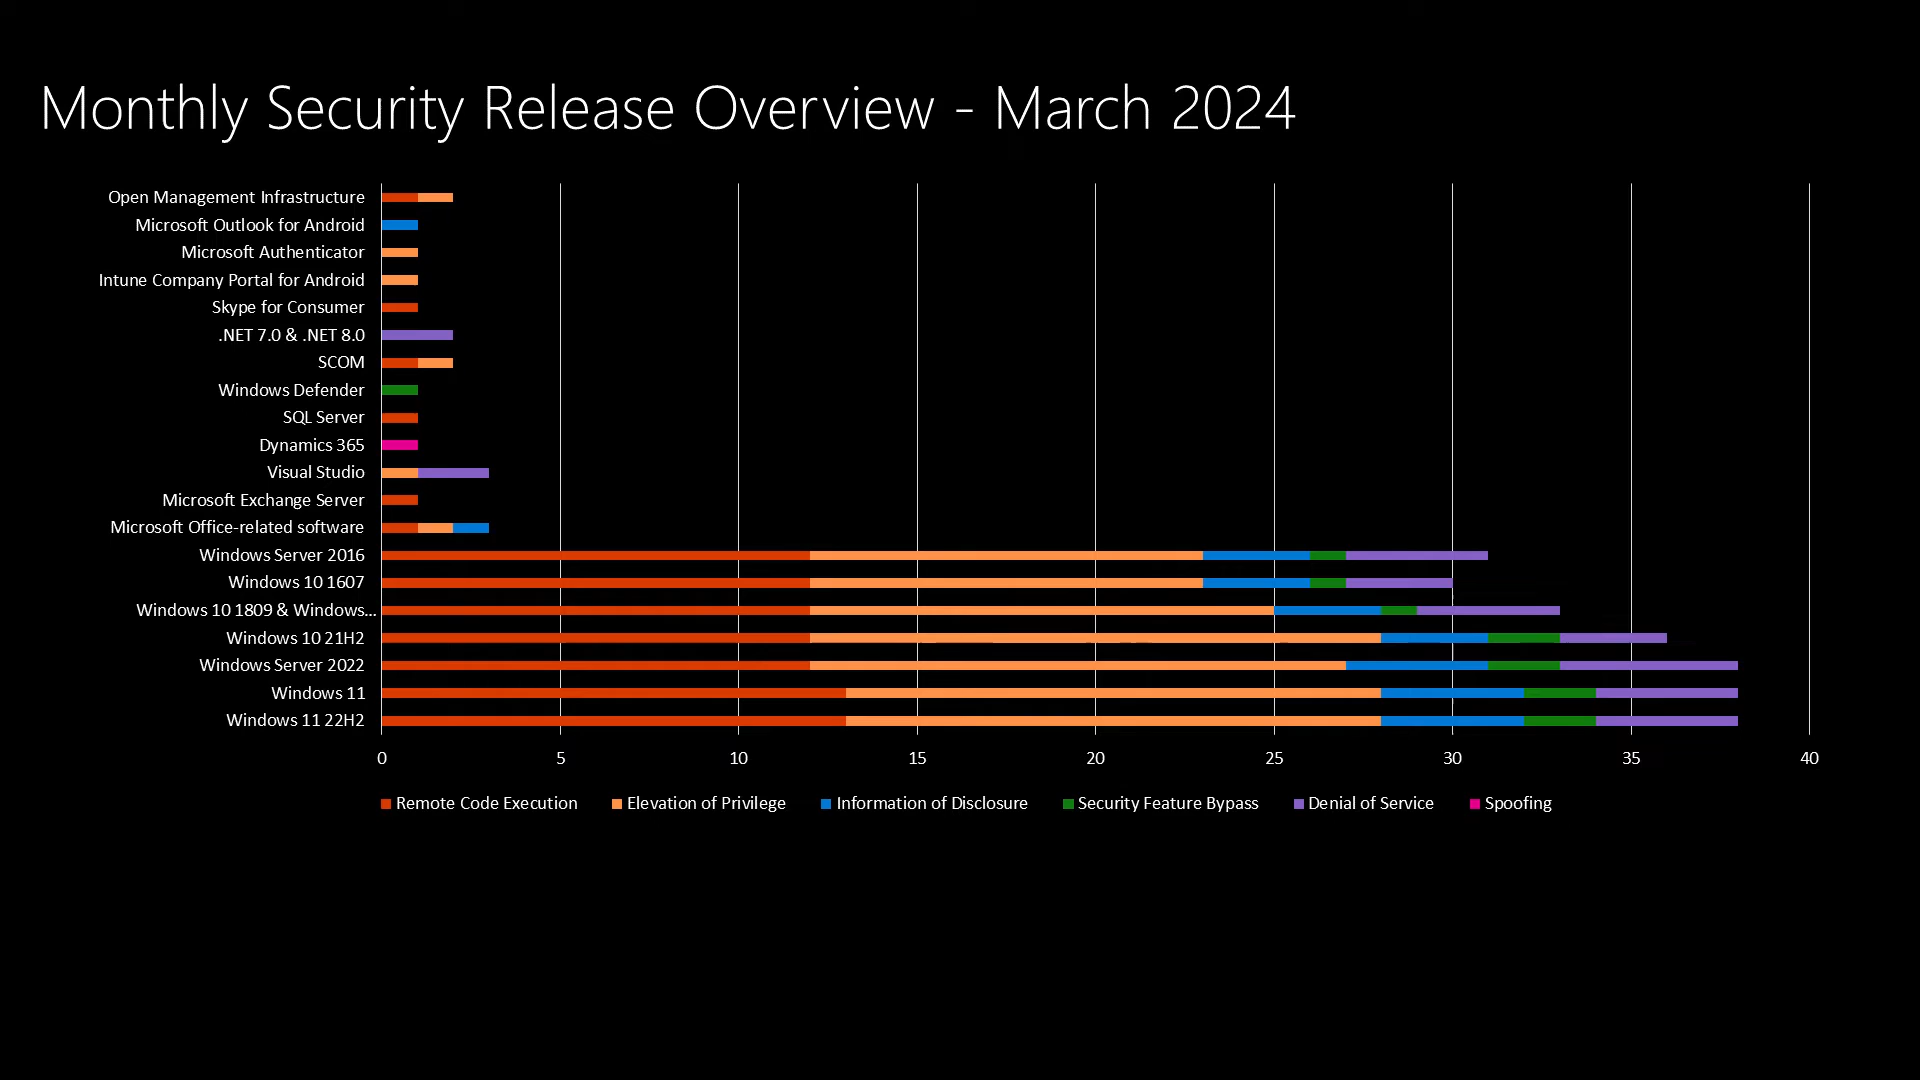 Monthly Security Release Overview - March 2024
Open Management Infrastructure
Microsoft Outlook for Android
Microsoft Authenticator
Intune Company Portal for Android
Skype for Consumer
.NET 7.0 & .NET 8.0
SCOM
Windows Defender
SQL Server
Dynamics 365
Visual Studio
Microsoft Exchange Server
Microsoft Office-related software
Windows Server 2016
Windows 10 1607
Windows 10 1809 & Windows...
Windows 10 21H2
Windows Server 2022
Windows 11
Windows 11 22H2
0 5 10 15 20 25 30 35 40
Remote Code Execution Elevation of Privilege Information of Disclosure Security Feature Bypass Denial of Service Spoofing